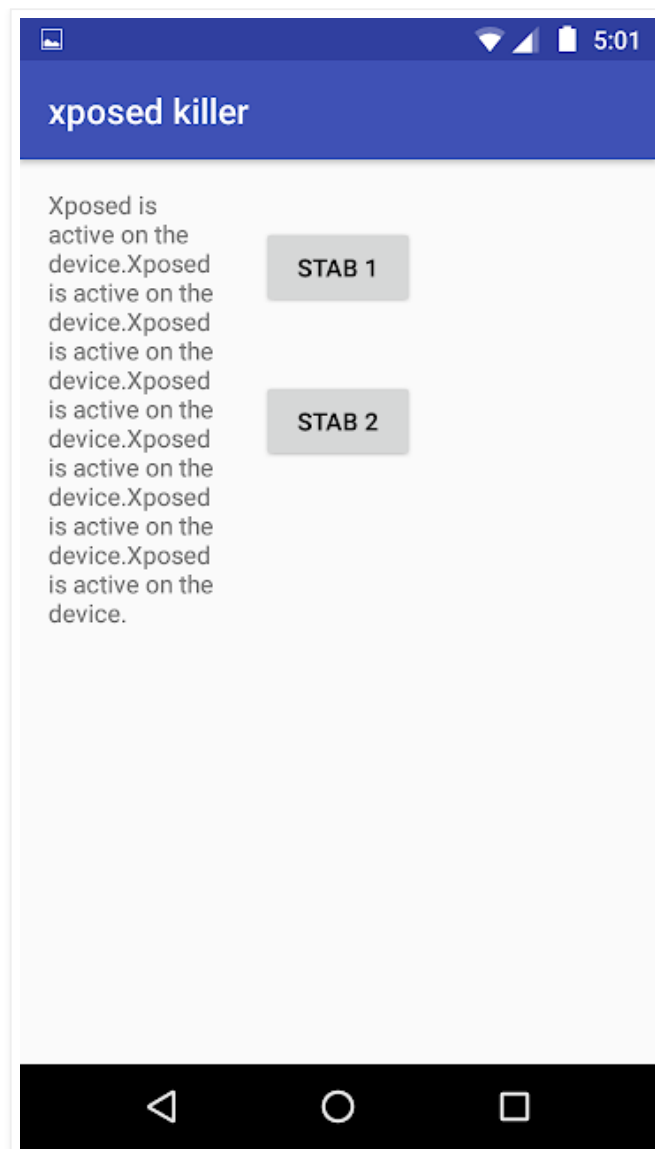 5:01
xposed killer
Xposed is
active on the
device.Xposed
is active on the
device.Xposed
is active on the
device.Xposed
is active on the
device.Xposed
is active on the
device.Xposed
is active on the
device.Xposed
is active on the
device.
STAB 1
STAB 2